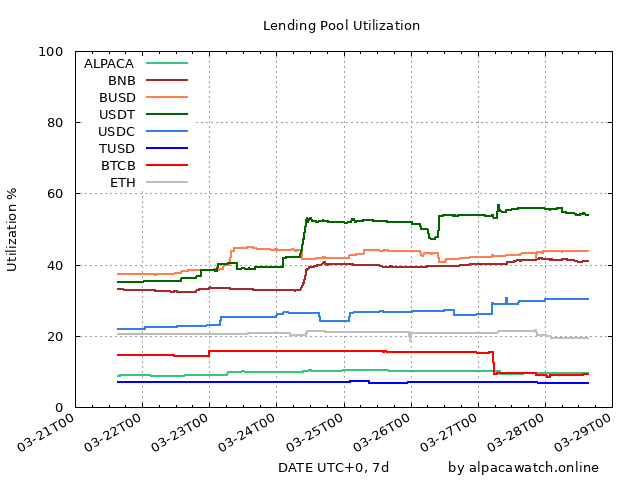 Lending Pool Utilization
100
80
60
40
20
0
Utilization %
ALPACA
BNB
BUSD
USDT
USDC
TUSD
BTCB
ETH
03-21T00
03-22T00
03-23T00
03-24T00
03-25T00
03-26T00
03-27T00
03-28T00
03-29T00
DATE UTC+0, 7d
by alpacawatch.online